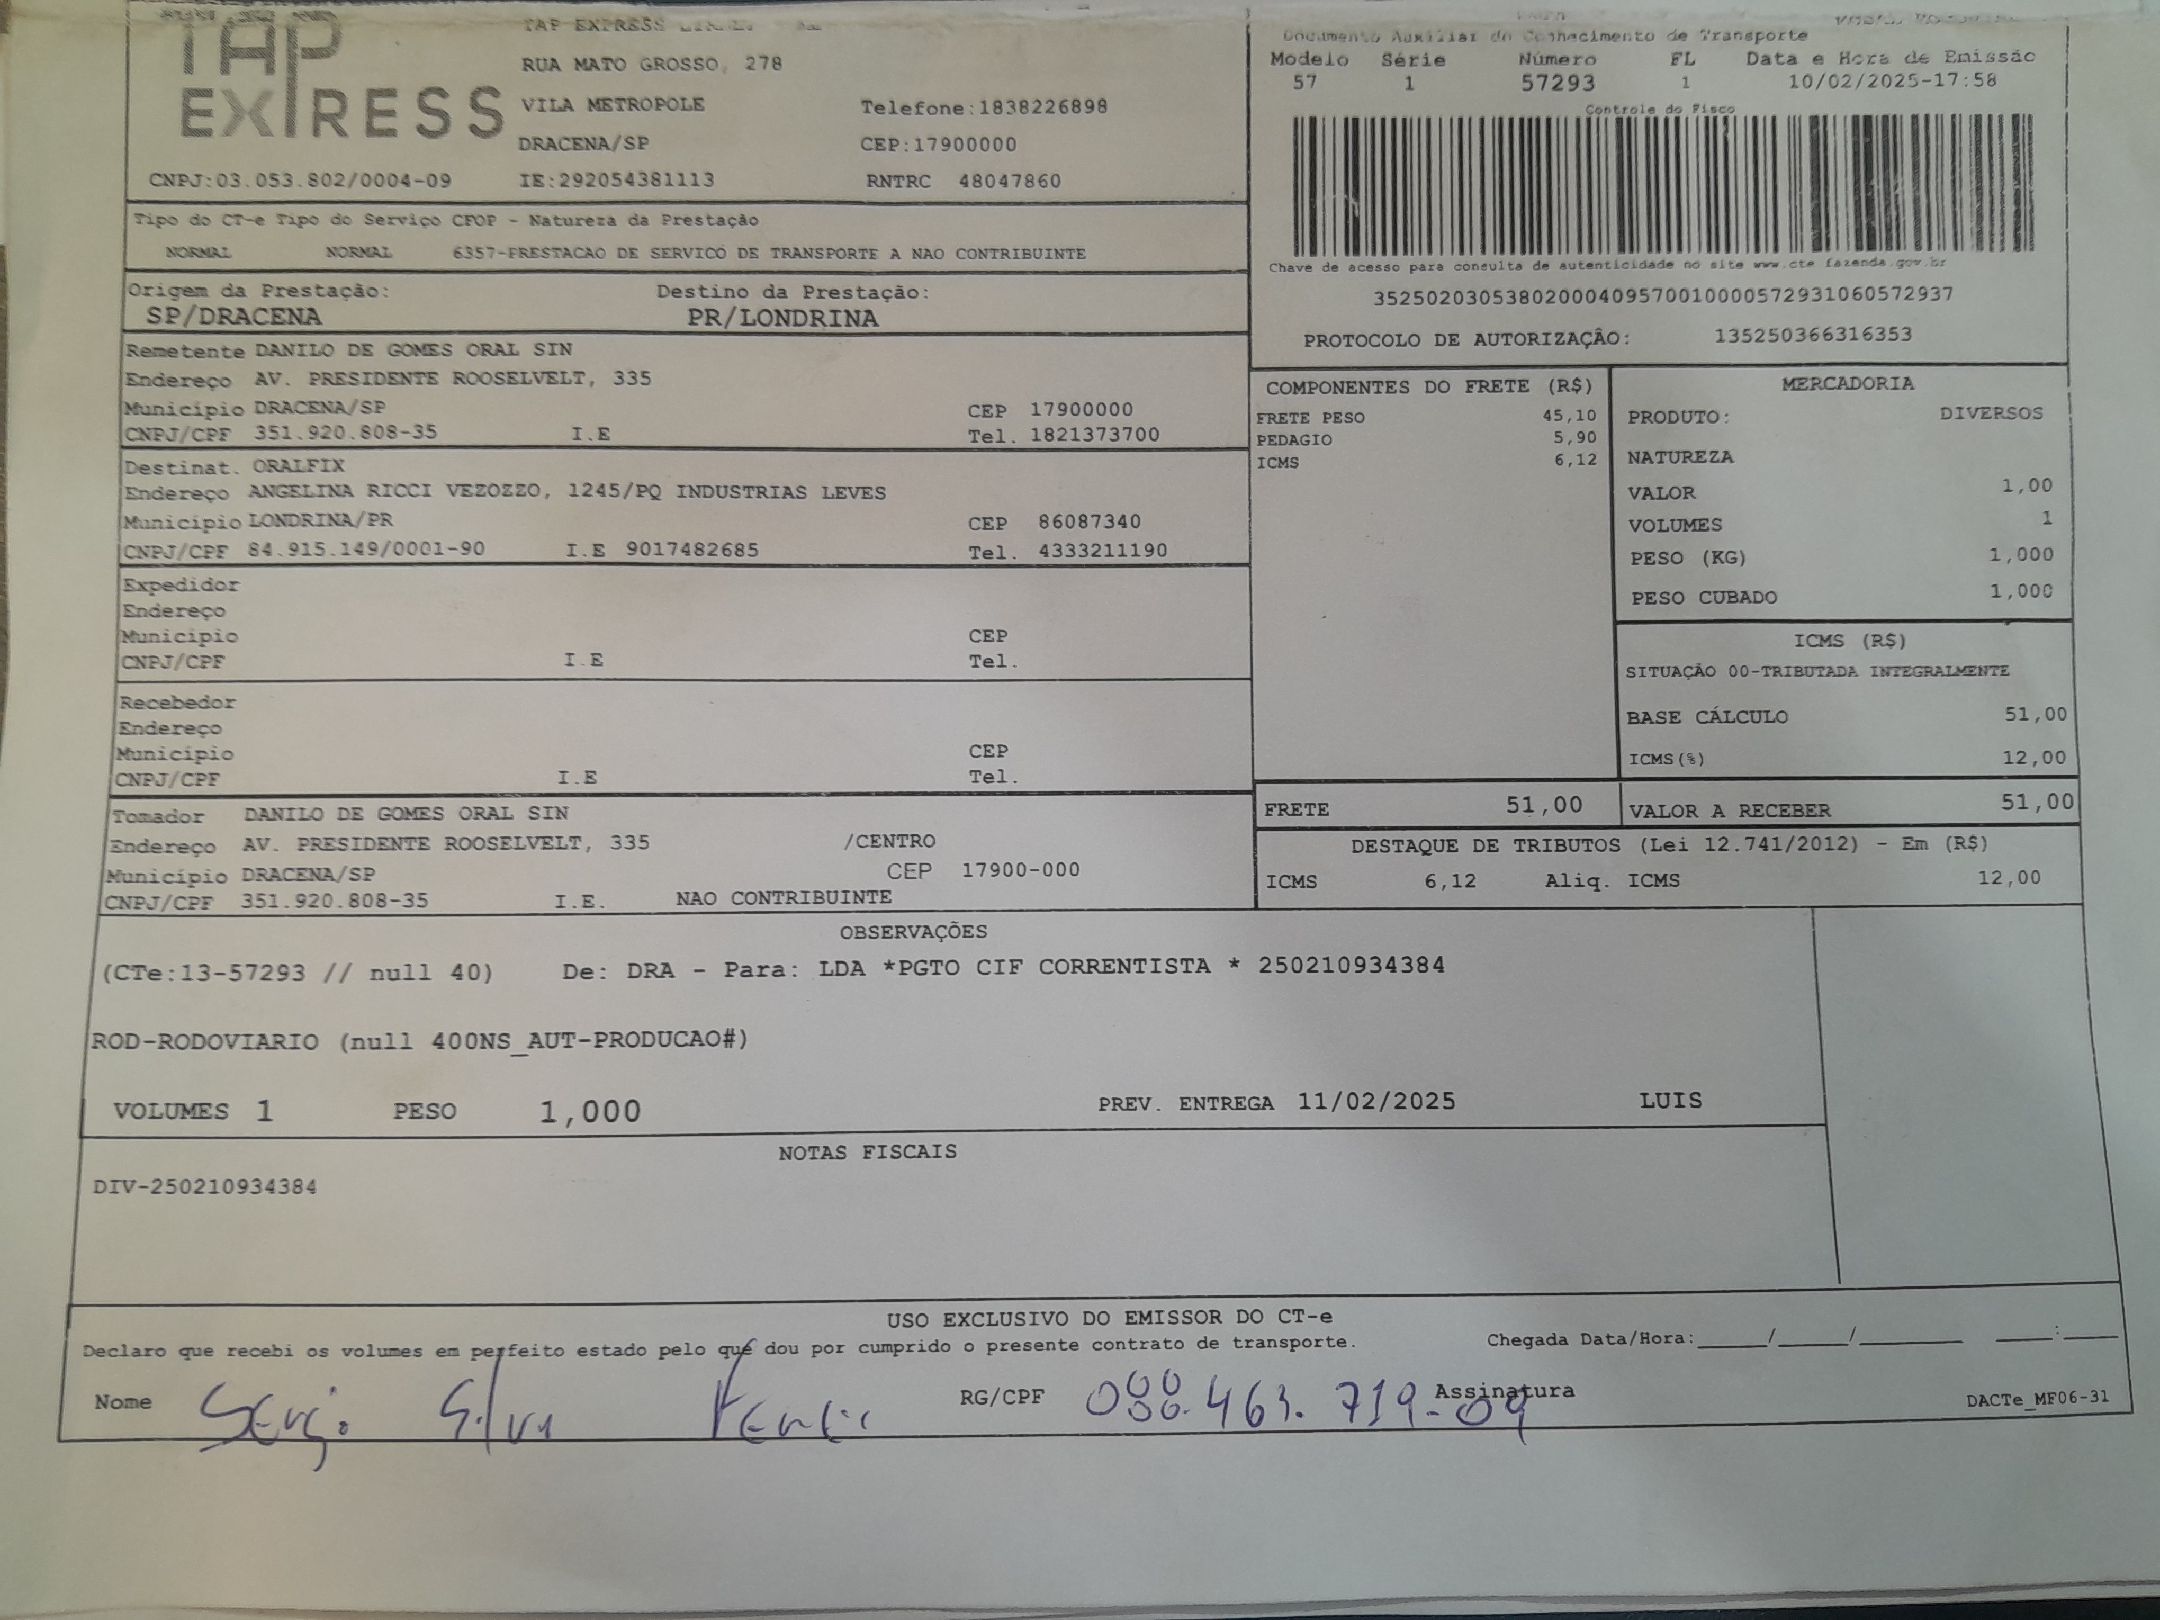 TAP EXPRESS
TAP EXPRESS
RUA MATO GROSSO, 278
VILA METROPOLE Telefone:1838226898
DRACENA/SP CEP:17900000
CNPJ:03.053.802/0004-09 IE:292054381113 RNTRC 48047860
Documento Auxiliar do Conhecimento de Transporte
Modelo Série Número FL Data e Hora de Emissão
57 1 57293 1 10/02/2025-17:58
Controle do Fisco
Chave de acesso para consulta de autenticidade no site www.cte.fazenda.gov.br
35250203053802000409570010000572931060572937
PROTOCOLO DE AUTORIZAÇÃO: 135250366316353
Tipo do CT-e Tipo do Serviço CFOP - Natureza da Prestação
NORMAL NORMAL 6357-PRESTACAO DE SERVICO DE TRANSPORTE A NAO CONTRIBUINTE
Origem da Prestação: Destino da Prestação:
SP/DRACENA PR/LONDRINA
Remetente DANILO DE GOMES ORAL SIN
Endereço AV. PRESIDENTE ROOSELVELT, 335
Município DRACENA/SP CEP 17900000
CNPJ/CPF 351.920.808-35 I.E Tel. 1821373700
Destinat. ORALFIX
Endereço ANGELINA RICCI VEZOZZO, 1245/PQ INDUSTRIAS LEVES
Município LONDRINA/PR CEP 86087340
CNPJ/CPF 84.915.149/0001-90 I.E 9017482685 Tel. 4333211190
Expedidor
Endereço
Município CEP
CNPJ/CPF I.E Tel.
Recebedor
Endereço
Município CEP
CNPJ/CPF I.E Tel.
Tomador DANILO DE GOMES ORAL SIN
Endereço AV. PRESIDENTE ROOSELVELT, 335 /CENTRO
Município DRACENA/SP CEP 17900-000
CNPJ/CPF 351.920.808-35 I.E. NAO CONTRIBUINTE
COMPONENTES DO FRETE (R$)
FRETE PESO 45,10
PEDAGIO 5,90
ICMS 6,12
MERCADORIA
PRODUTO: DIVERSOS
NATUREZA
VALOR 1,00
VOLUMES 1
PESO (KG) 1,000
PESO CUBADO 1,000
ICMS (R$)
SITUAÇÃO 00-TRIBUTADA INTEGRALMENTE
BASE CÁLCULO 51,00
ICMS(%) 12,00
FRETE 51,00 VALOR A RECEBER 51,00
DESTAQUE DE TRIBUTOS (Lei 12.741/2012) - Em (R$)
ICMS 6,12 Aliq. ICMS 12,00
OBSERVAÇÕES
(CTe:13-57293 // null 40) De: DRA - Para: LDA *PGTO CIF CORRENTISTA * 250210934384
ROD-RODOVIARIO (null 400NS_AUT-PRODUCAO#)
VOLUMES 1 PESO 1,000 PREV. ENTREGA 11/02/2025 LUIS
NOTAS FISCAIS
DIV-250210934384
USO EXCLUSIVO DO EMISSOR DO CT-e
Declaro que recebi os volumes em perfeito estado pelo que dou por cumprido o presente contrato de transporte. Chegada Data/Hora:_____/_____/________ ____:____
Nome Sergio Silva RG/CPF 080.463.719-09 Assinatura DACTe_MF06-31